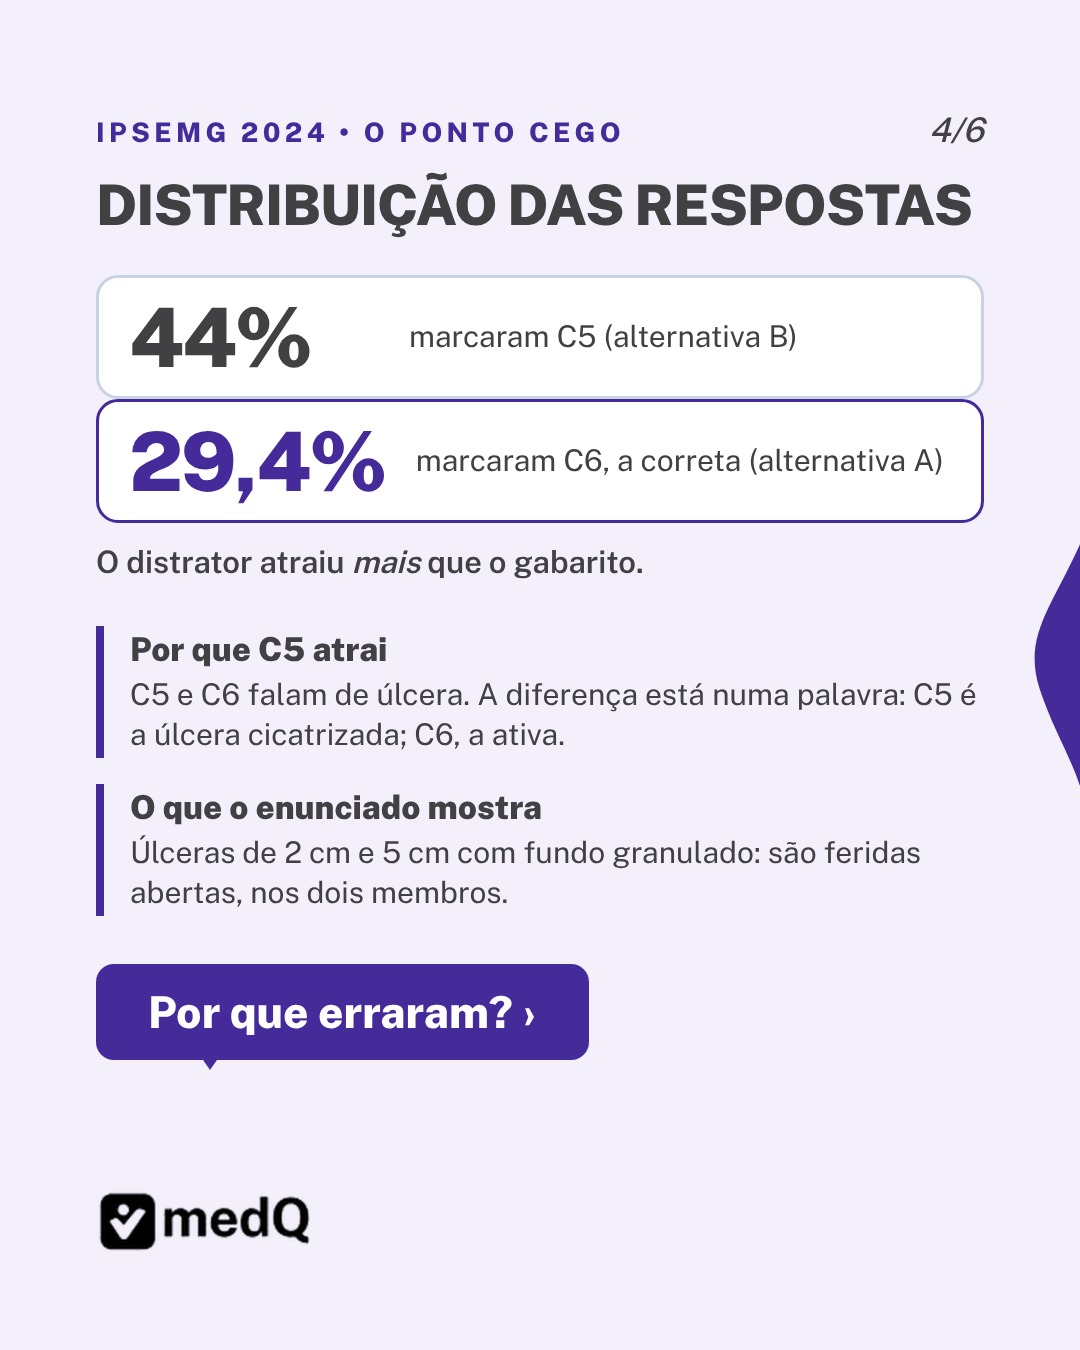 IPSEMG 2024 • O PONTO CEGO
4/6
DISTRIBUIÇÃO DAS RESPOSTAS
44% marcaram C5 (alternativa B)
29,4% marcaram C6, a correta (alternativa A)
O distrator atraiu mais que o gabarito.
Por que C5 atrai
C5 e C6 falam de úlcera. A diferença está numa palavra: C5 é
a úlcera cicatrizada; C6, a ativa.
O que o enunciado mostra
Úlceras de 2 cm e 5 cm com fundo granulado: são feridas
abertas, nos dois membros.
Por que erraram? ›
medQ